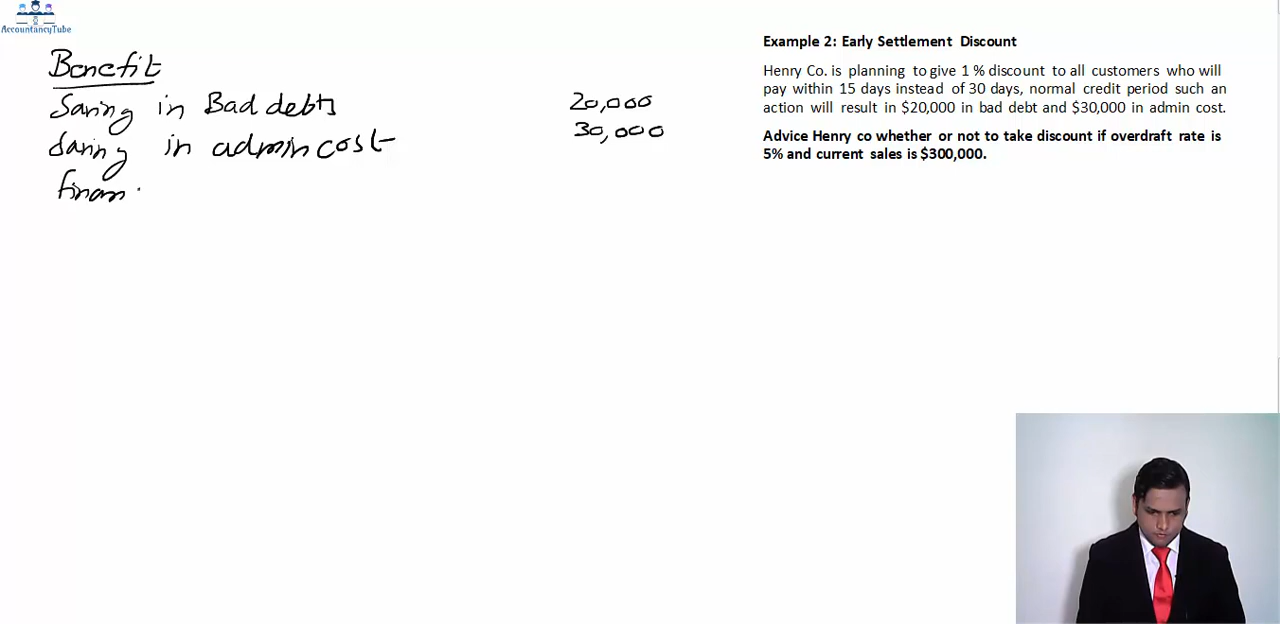 AccountancyTube
Benefit
Saving in Bad debts 20,000
Saving in admin cost 30,000
finan
Example 2: Early Settlement Discount
Henry Co. is planning to give 1 % discount to all customers who will
pay within 15 days instead of 30 days, normal credit period such an
action will result in $20,000 in bad debt and $30,000 in admin cost.
Advice Henry co whether or not to take discount if overdraft rate is
5% and current sales is $300,000.